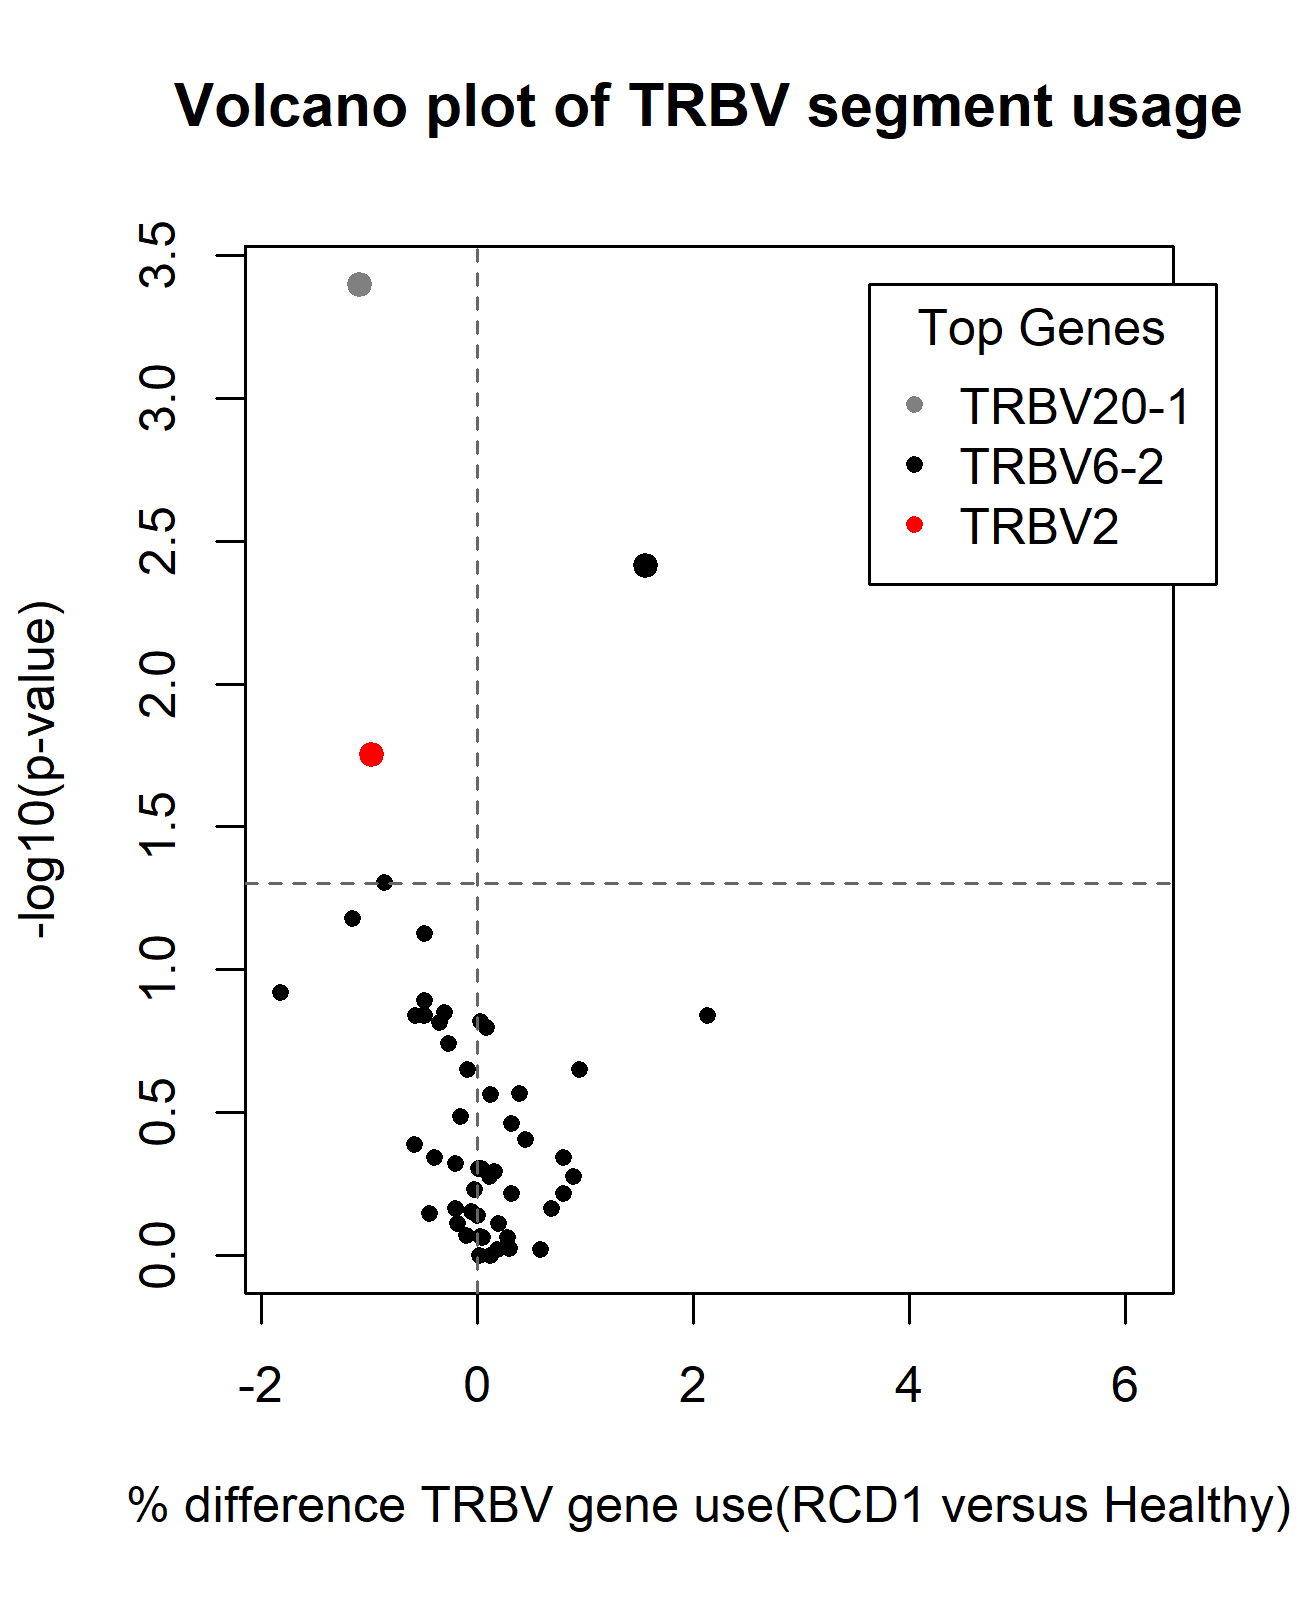 Volcano plot of TRBV segment usage
3.5
3.0
2.5
2.0
1.5
1.0
0.5
0.0
-log10(p-value)
Top Genes
TRBV20-1
TRBV6-2
TRBV2
-2 0 2 4 6
% difference TRBV gene use(RCD1 versus Healthy)